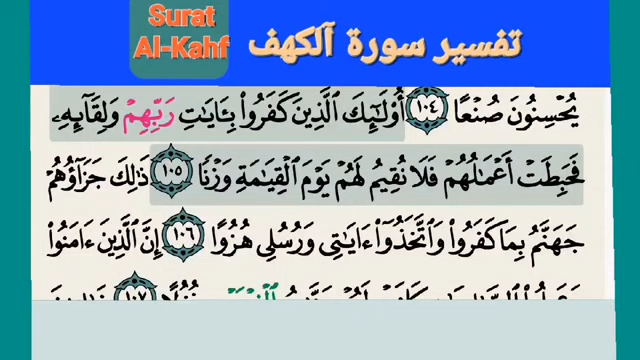 Surat
Al-Kahf
تفسير سورة آلكهف
يُحْسِنُونَ صُنْعًا ١٠٤ أُوْلَٰٓئِكَ ٱلَّذِينَ كَفَرُواْ بِـَٔايَٰتِ رَبِّهِمْ وَلِقَآئِهِۦ
فَحَبِطَتْ أَعْمَٰلُهُمْ فَلَا نُقِيمُ لَهُمْ يَوْمَ ٱلْقِيَٰمَةِ وَزْنًا ١٠٥ ذَٰلِكَ جَزَآؤُهُمْ
جَهَنَّمُ بِمَا كَفَرُواْ وَٱتَّخَذُوٓاْ ءَايَٰتِى وَرُسُلِى هُزُوًا ١٠٦ إِنَّ ٱلَّذِينَ ءَامَنُواْ
١٠٧